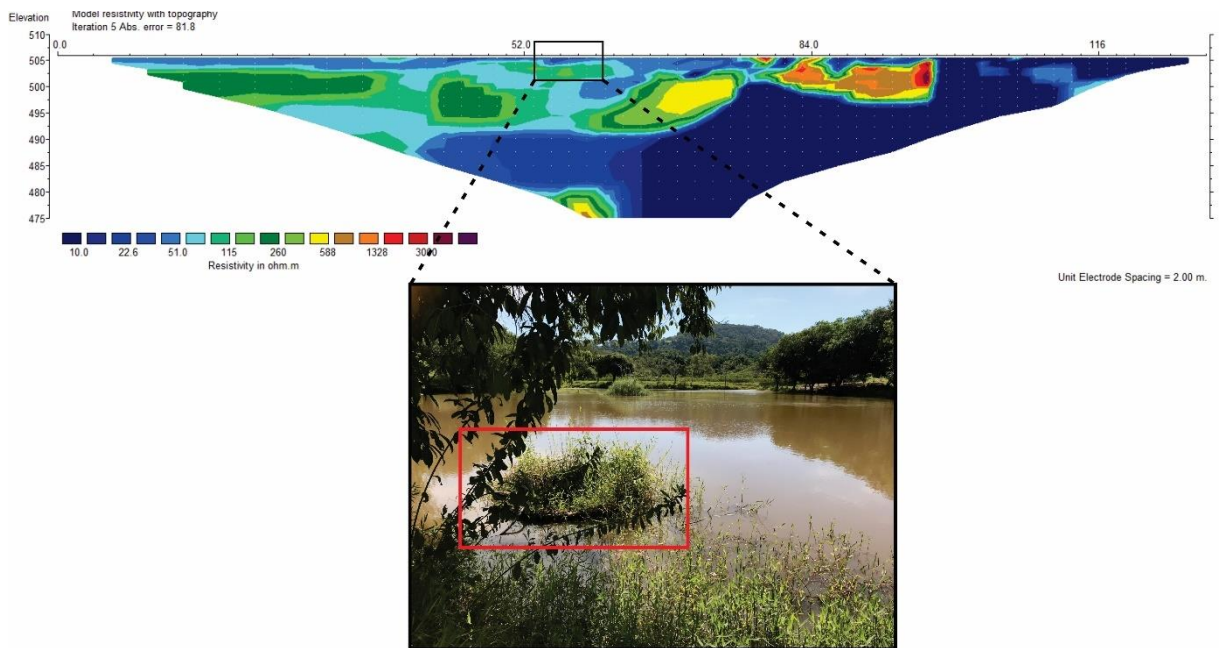 Elevation
Model resistivity with topography
Iteration 5 Abs. error = 81.8
510
0.0 52.0 84.0 116
505
500
495
490
485
480
475
10.0 22.6 51.0 115 260 588 1328 3000
Resistivity in ohm.m
Unit Electrode Spacing = 2.00 m.